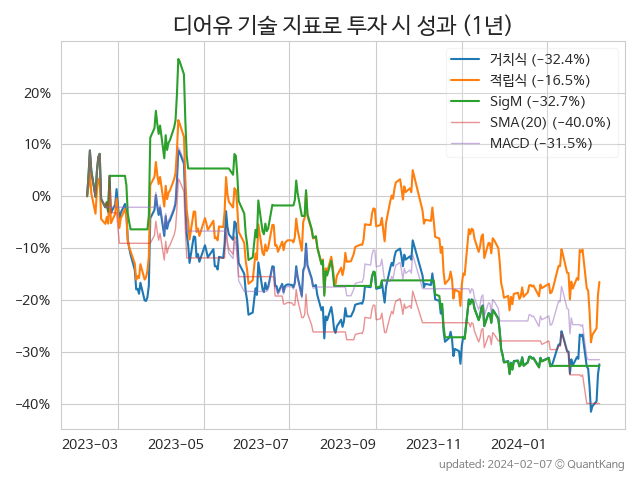 디어유 기술 지표로 투자 시 성과 (1년)
거치식 (−32.4%)
적립식 (−16.5%)
SigM (−32.7%)
SMA(20) (−40.0%)
MACD (−31.5%)
20%
10%
0%
−10%
−20%
−30%
−40%
2023−03 2023−05 2023−07 2023−09 2023−11 2024−01
updated: 2024−02−07 © QuantKang